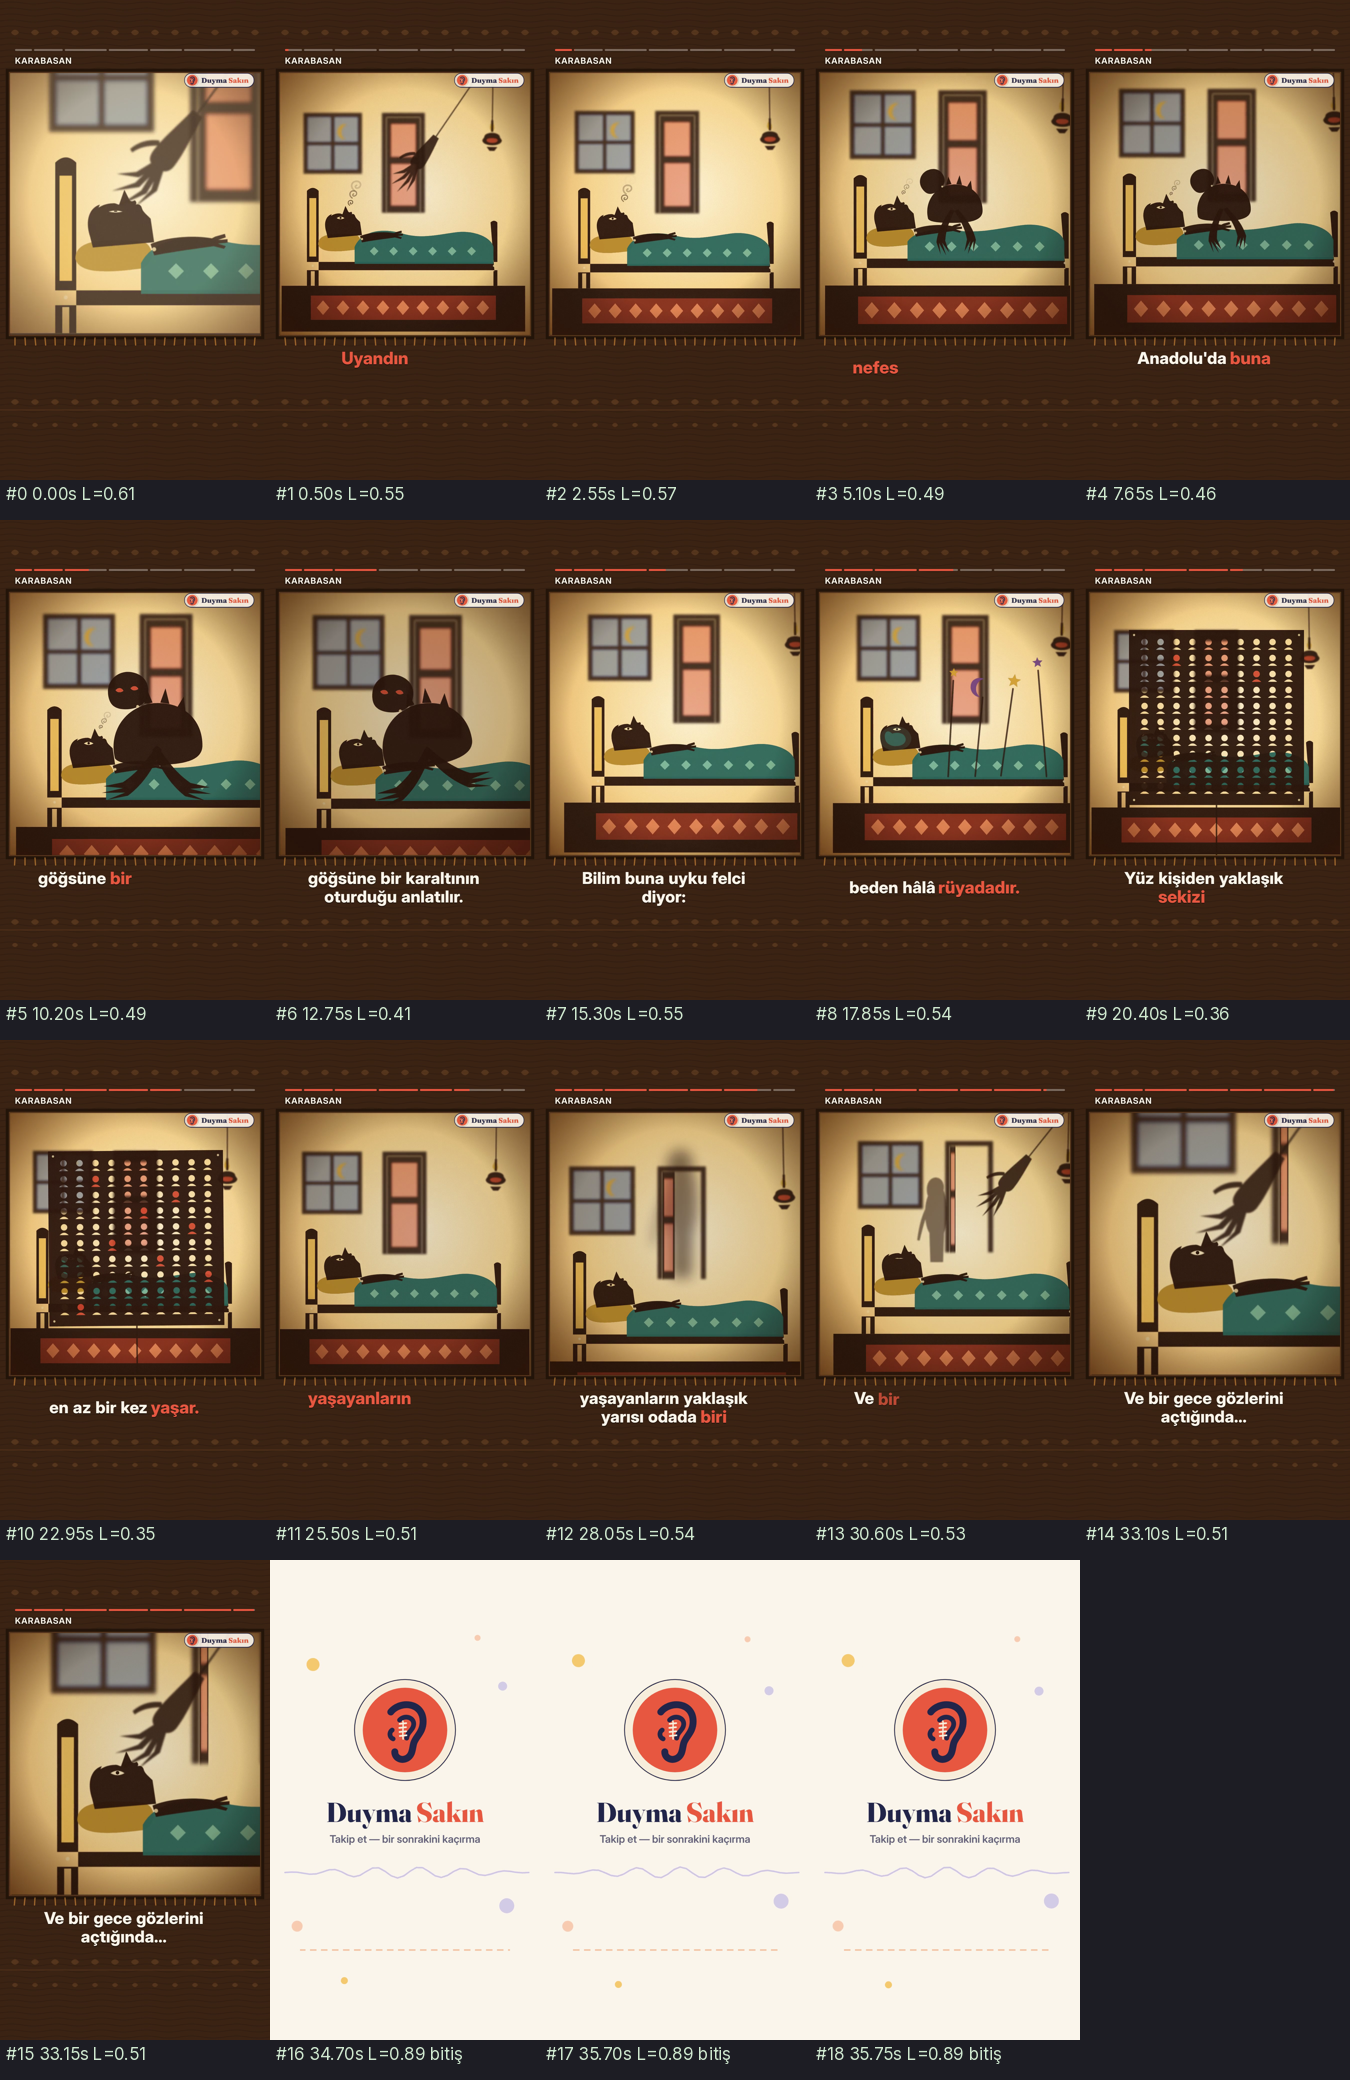 KARABASAN
Duyma Sakın
KARABASAN
Duyma Sakın
KARABASAN
Duyma Sakın
KARABASAN
Duyma Sakın
KARABASAN
Duyma Sakın
Uyandın
nefes
Anadolu'da buna
#0 0.00s L=0.61
#1 0.50s L=0.55
#2 2.55s L=0.57
#3 5.10s L=0.49
#4 7.65s L=0.46
KARABASAN
Duyma Sakın
KARABASAN
Duyma Sakın
KARABASAN
Duyma Sakın
KARABASAN
Duyma Sakın
KARABASAN
Duyma Sakın
göğsüne bir
göğsüne bir karaltının
oturduğu anlatılır.
Bilim buna uyku felci
diyor:
beden hâlâ rüyadadır.
Yüz kişiden yaklaşık
sekizi
#5 10.20s L=0.49
#6 12.75s L=0.41
#7 15.30s L=0.55
#8 17.85s L=0.54
#9 20.40s L=0.36
KARABASAN
Duyma Sakın
KARABASAN
Duyma Sakın
KARABASAN
Duyma Sakın
KARABASAN
Duyma Sakın
KARABASAN
Duyma Sakın
en az bir kez yaşar.
yaşayanların
yaşayanların yaklaşık
yarısı odada biri
Ve bir
Ve bir gece gözlerini
açtığında...
#10 22.95s L=0.35
#11 25.50s L=0.51
#12 28.05s L=0.54
#13 30.60s L=0.53
#14 33.10s L=0.51
KARABASAN
Duyma Sakın
Ve bir gece gözlerini
açtığında...
Duyma Sakın
Takip et — bir sonrakini kaçırma
Duyma Sakın
Takip et — bir sonrakini kaçırma
Duyma Sakın
Takip et — bir sonrakini kaçırma
#15 33.15s L=0.51
#16 34.70s L=0.89 bitiş
#17 35.70s L=0.89 bitiş
#18 35.75s L=0.89 bitiş